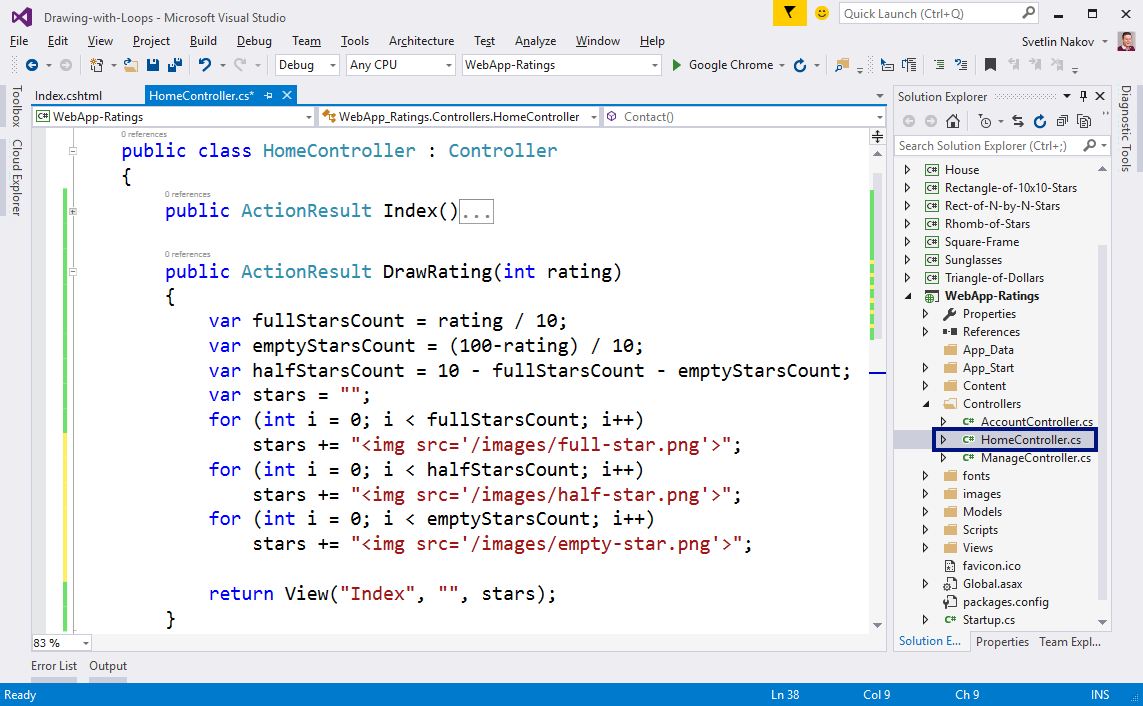 Drawing-with-Loops - Microsoft Visual Studio
Quick Launch (Ctrl+Q)
File Edit View Project Build Debug Team Tools Architecture Test Analyze Window Help
Svetlin Nakov
Debug Any CPU WebApp-Ratings Google Chrome
Toolbox
Cloud Explorer
Index.cshtml HomeController.cs*
WebApp-Ratings WebApp_Ratings.Controllers.HomeController Contact()
0 references
public class HomeController : Controller
{
0 references
public ActionResult Index()...
0 references
public ActionResult DrawRating(int rating)
{
var fullStarsCount = rating / 10;
var emptyStarsCount = (100-rating) / 10;
var halfStarsCount = 10 - fullStarsCount - emptyStarsCount;
var stars = "";
for (int i = 0; i < fullStarsCount; i++)
stars += "<img src='/images/full-star.png'>";
for (int i = 0; i < halfStarsCount; i++)
stars += "<img src='/images/half-star.png'>";
for (int i = 0; i < emptyStarsCount; i++)
stars += "<img src='/images/empty-star.png'>";
return View("Index", "", stars);
}
83 %
Solution Explorer
Search Solution Explorer (Ctrl+;)
C# House
C# Rectangle-of-10x10-Stars
C# Rect-of-N-by-N-Stars
C# Rhomb-of-Stars
C# Square-Frame
C# Sunglasses
C# Triangle-of-Dollars
WebApp-Ratings
Properties
References
App_Data
App_Start
Content
Controllers
C# AccountController.cs
C# HomeController.cs
C# ManageController.cs
fonts
images
Models
Scripts
Views
favicon.ico
Global.asax
packages.config
C# Startup.cs
Solution E... Properties Team Expl...
Diagnostic Tools
Error List Output
Ready Ln 38 Col 9 Ch 9 INS